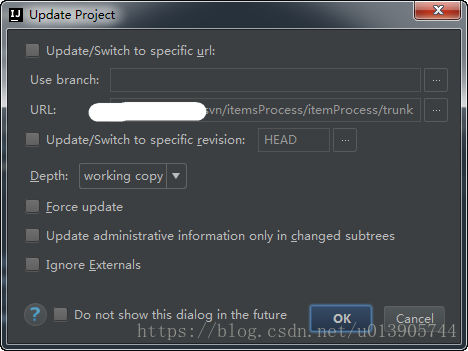 IJ Update Project
Update/Switch to specific url:
Use branch:
...
URL:
svn/itemsProcess/itemProcess/trunk
...
Update/Switch to specific revision:
HEAD
...
Depth:
working copy
Force update
Update administrative information only in changed subtrees
Ignore Externals
?
Do not show this dialog in the future
OK
Cancel
https://blog.csdn.net/u013905744